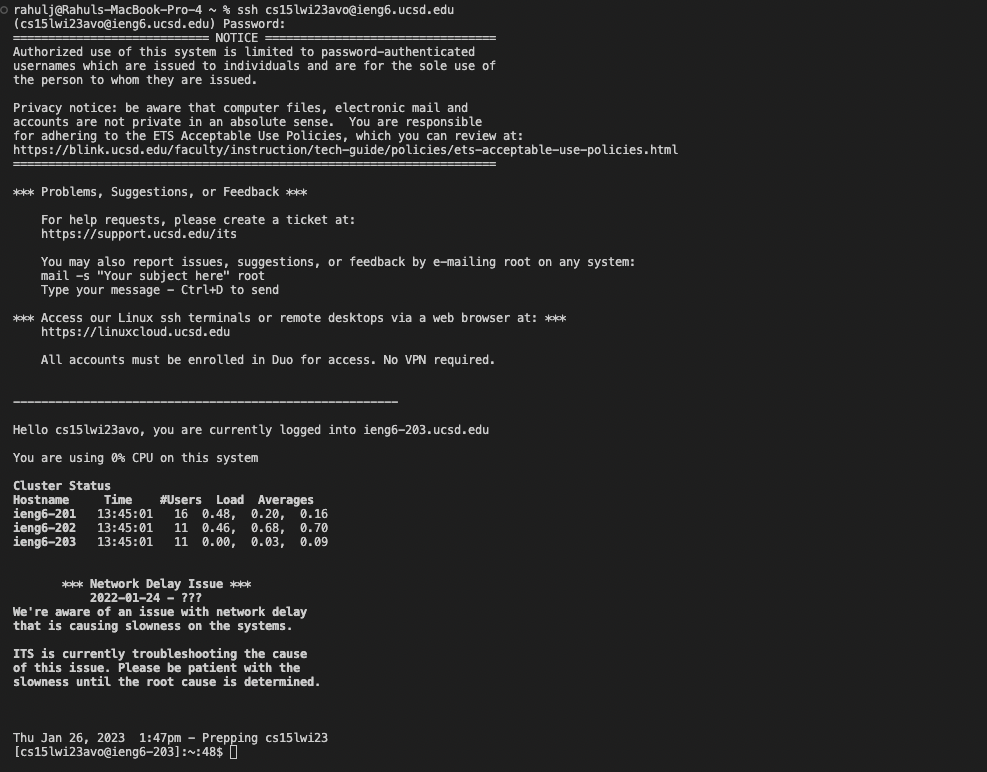 rahulj@Rahuls-MacBook-Pro-4 ~ % ssh cs15lwi23avo@ieng6.ucsd.edu
(cs15lwi23avo@ieng6.ucsd.edu) Password:
============================ NOTICE =================================
Authorized use of this system is limited to password-authenticated
usernames which are issued to individuals and are for the sole use of
the person to whom they are issued.

Privacy notice: be aware that computer files, electronic mail and
accounts are not private in an absolute sense.  You are responsible
for adhering to the ETS Acceptable Use Policies, which you can review at:
https://blink.ucsd.edu/faculty/instruction/tech-guide/policies/ets-acceptable-use-policies.html
=====================================================================

*** Problems, Suggestions, or Feedback ***

    For help requests, please create a ticket at:
    https://support.ucsd.edu/its

    You may also report issues, suggestions, or feedback by e-mailing root on any system:
    mail -s "Your subject here" root
    Type your message - Ctrl+D to send

*** Access our Linux ssh terminals or remote desktops via a web browser at: ***
    https://linuxcloud.ucsd.edu

    All accounts must be enrolled in Duo for access. No VPN required.

-------------------------------------------------------

Hello cs15lwi23avo, you are currently logged into ieng6-203.ucsd.edu

You are using 0% CPU on this system

Cluster Status
Hostname     Time    #Users  Load  Averages
ieng6-201   13:45:01   16  0.48,  0.20,  0.16
ieng6-202   13:45:01   11  0.46,  0.68,  0.70
ieng6-203   13:45:01   11  0.00,  0.03,  0.09

       *** Network Delay Issue ***
           2022-01-24 - ???
We're aware of an issue with network delay
that is causing slowness on the systems.

ITS is currently troubleshooting the cause
of this issue. Please be patient with the
slowness until the root cause is determined.

Thu Jan 26, 2023  1:47pm - Prepping cs15lwi23
[cs15lwi23avo@ieng6-203]:~:48$